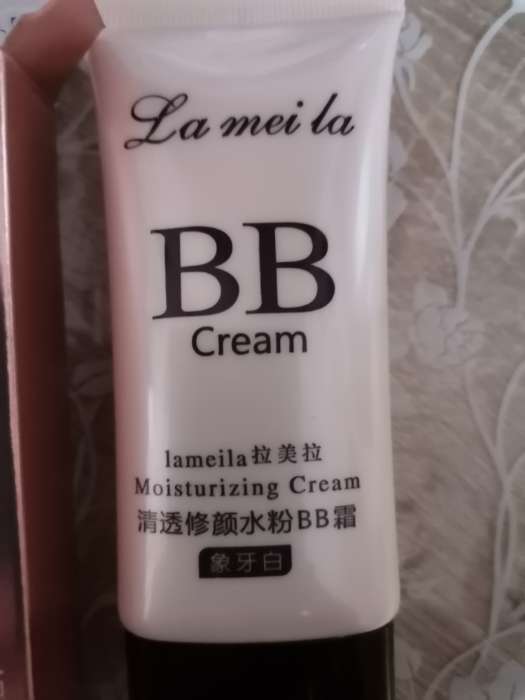 La mei la
BB
Cream
lameila拉美拉
Moisturizing Cream
清透修颜水粉BB霜
象牙白